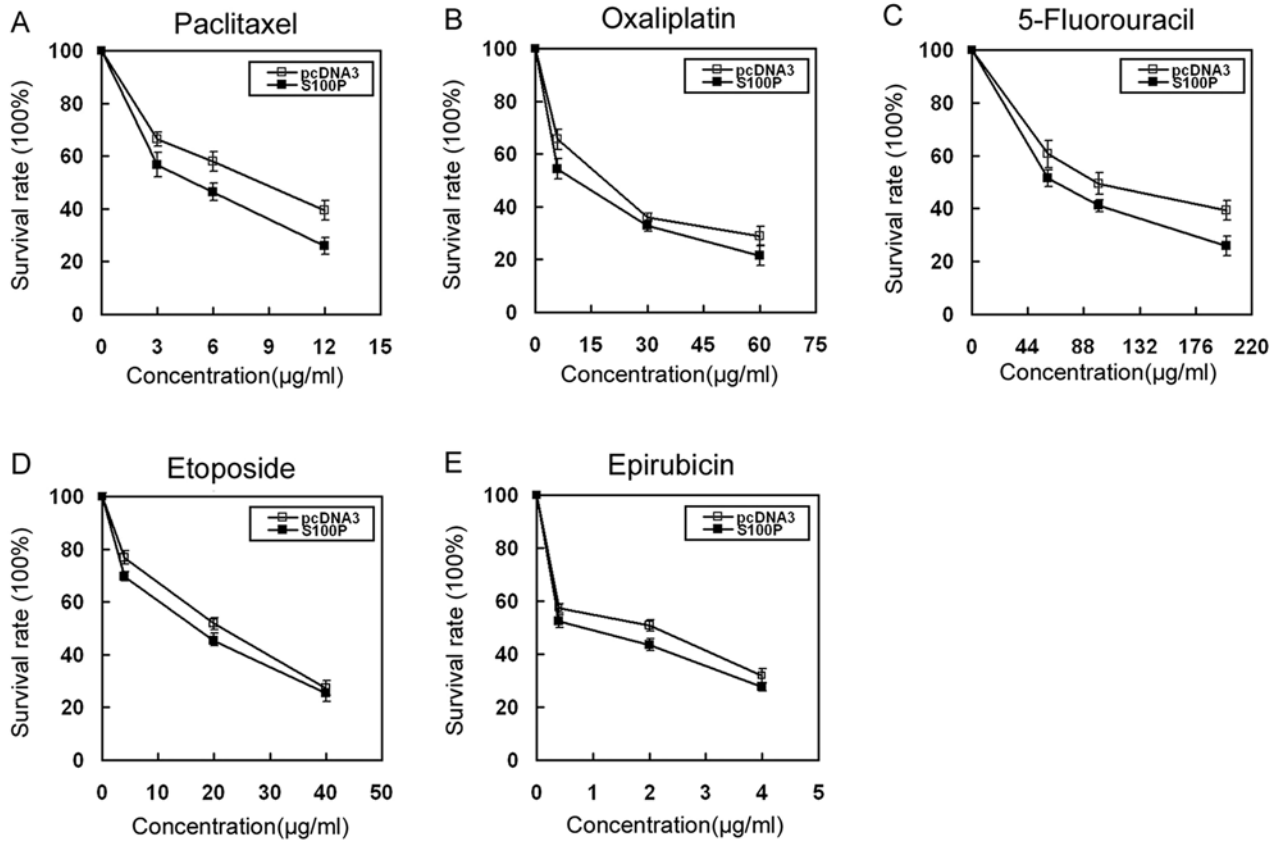 A
Paclitaxel
Survival rate (100%)
100
80
60
40
20
0
pcDNA3
S100P
0 3 6 9 12 15
Concentration(µg/ml)
B
Oxaliplatin
Survival rate (100%)
100
80
60
40
20
0
pcDNA3
S100P
0 15 30 45 60 75
Concentration(µg/ml)
C
5-Fluorouracil
Survival rate (100%)
100
80
60
40
20
0
pcDNA3
S100P
0 44 88 132 176 220
Concentration(µg/ml)
D
Etoposide
Survival rate (100%)
100
80
60
40
20
0
pcDNA3
S100P
0 10 20 30 40 50
Concentration(µg/ml)
E
Epirubicin
Survival rate (100%)
100
80
60
40
20
0
pcDNA3
S100P
0 1 2 3 4 5
Concentration(µg/ml)